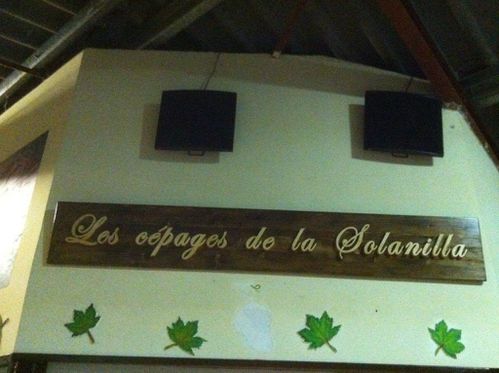 Les cépages de la Solanilla